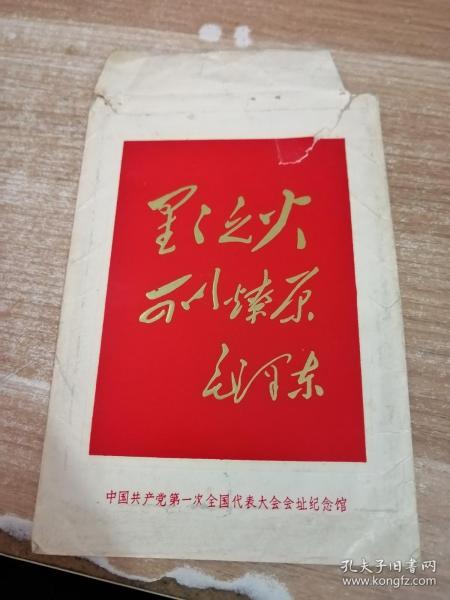 星々之火
可以燎原
毛泽东
中国共产党第一次全国代表大会会址纪念馆
孔夫子旧书网
www.kongfz.com